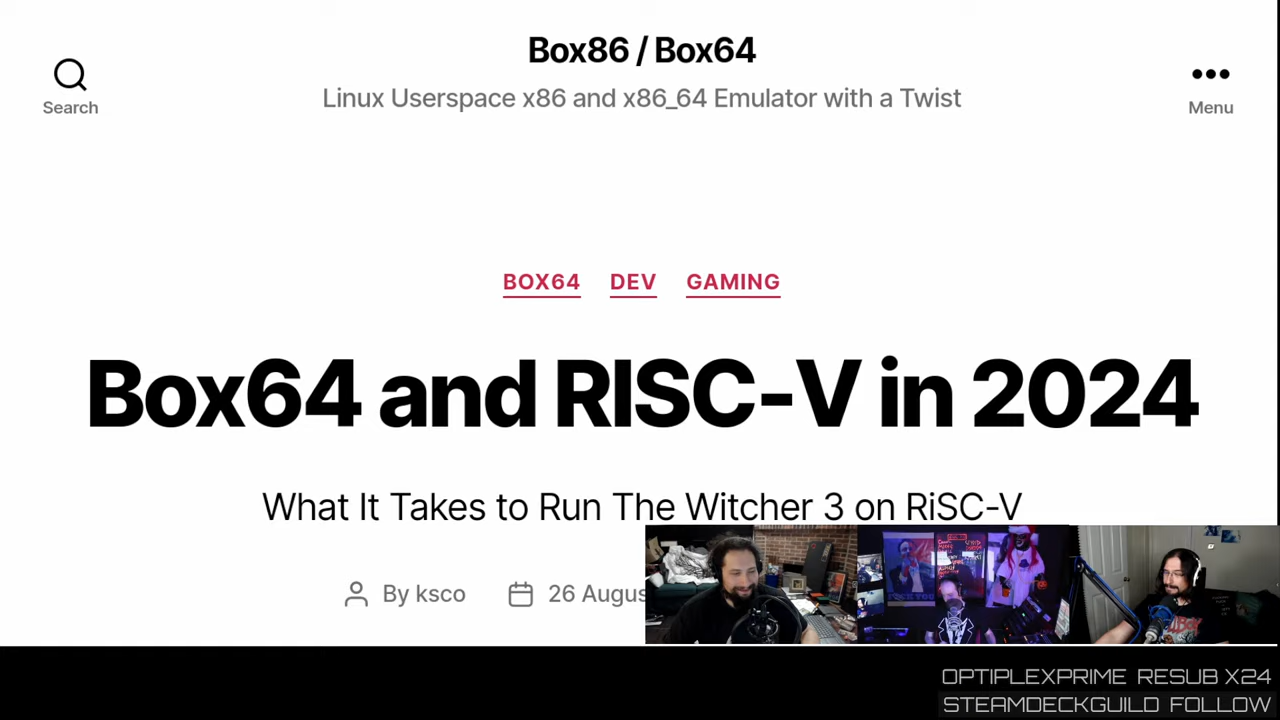 Box86 / Box64
Search
Linux Userspace x86 and x86_64 Emulator with a Twist
Menu
BOX64 DEV GAMING
Box64 and RISC-V in 2024
What It Takes to Run The Witcher 3 on RiSC-V
By ksco 26 Augus
OPTIPLEXPRIME RESUB X24
STEAMDECKGUILD FOLLOW